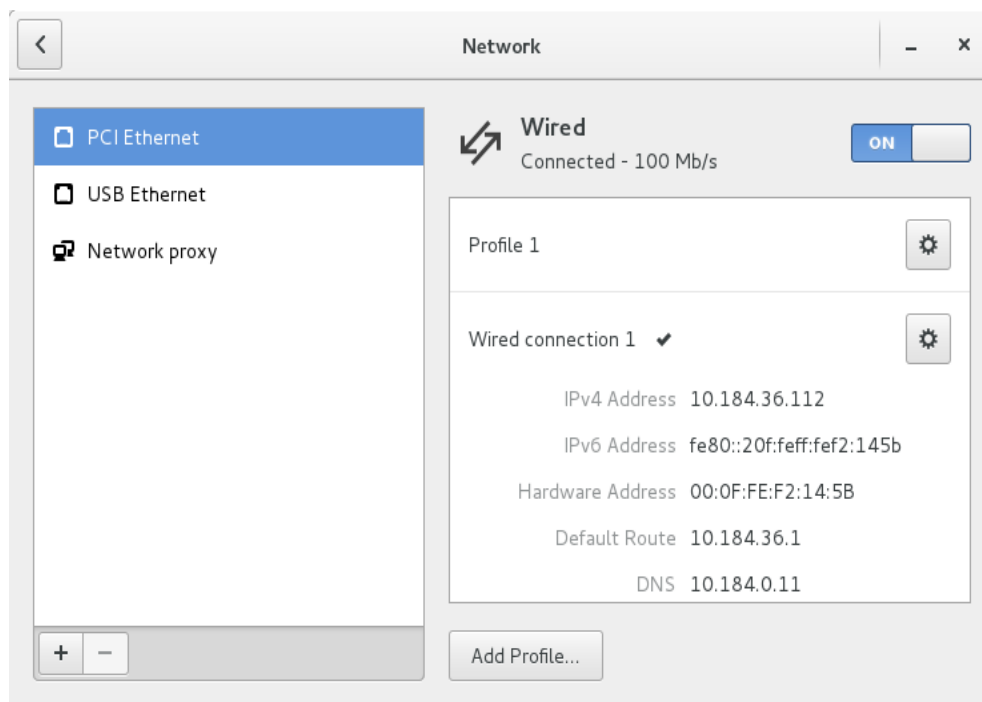 Network
PCI Ethernet
USB Ethernet
Network proxy
Wired
Connected - 100 Mb/s
ON
Profile 1
Wired connection 1
IPv4 Address 10.184.36.112
IPv6 Address fe80::20f:feff:fef2:145b
Hardware Address 00:0F:FE:F2:14:5B
Default Route 10.184.36.1
DNS 10.184.0.11
Add Profile...